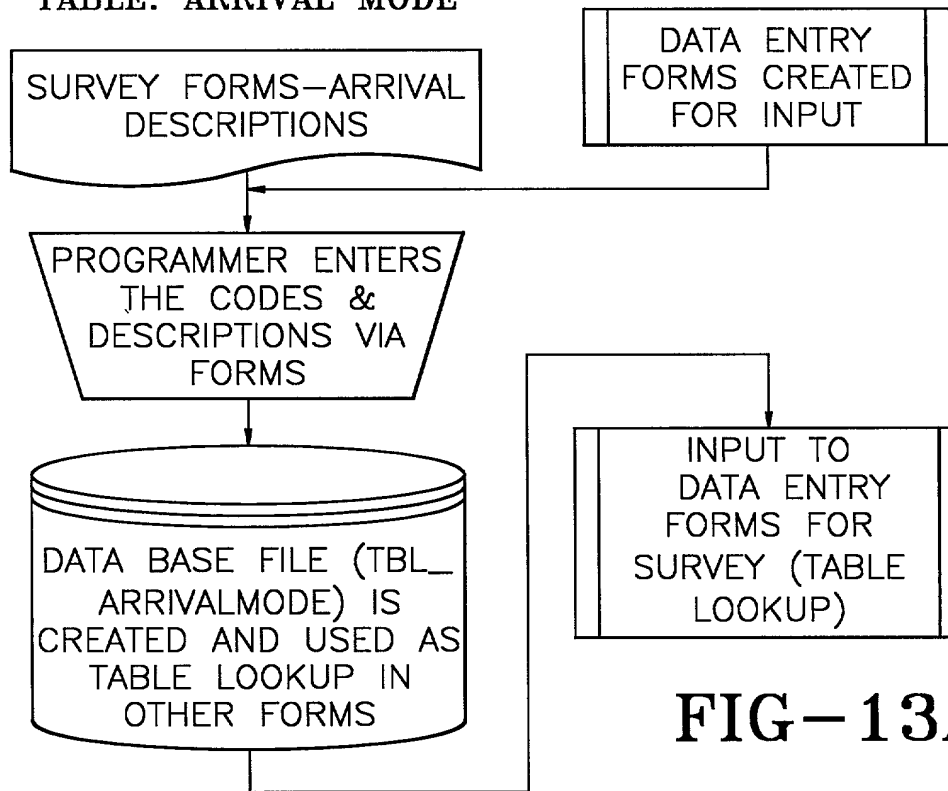 TABLE: ARRIVAL MODE
SURVEY FORMS-ARRIVAL
DESCRIPTIONS
DATA ENTRY
FORMS CREATED
FOR INPUT
PROGRAMMER ENTERS
THE CODES &
DESCRIPTIONS VIA
FORMS
DATA BASE FILE (TBL_
ARRIVALMODE) IS
CREATED AND USED AS
TABLE LOOKUP IN
OTHER FORMS
INPUT TO
DATA ENTRY
FORMS FOR
SURVEY (TABLE
LOOKUP)
FIG-13A